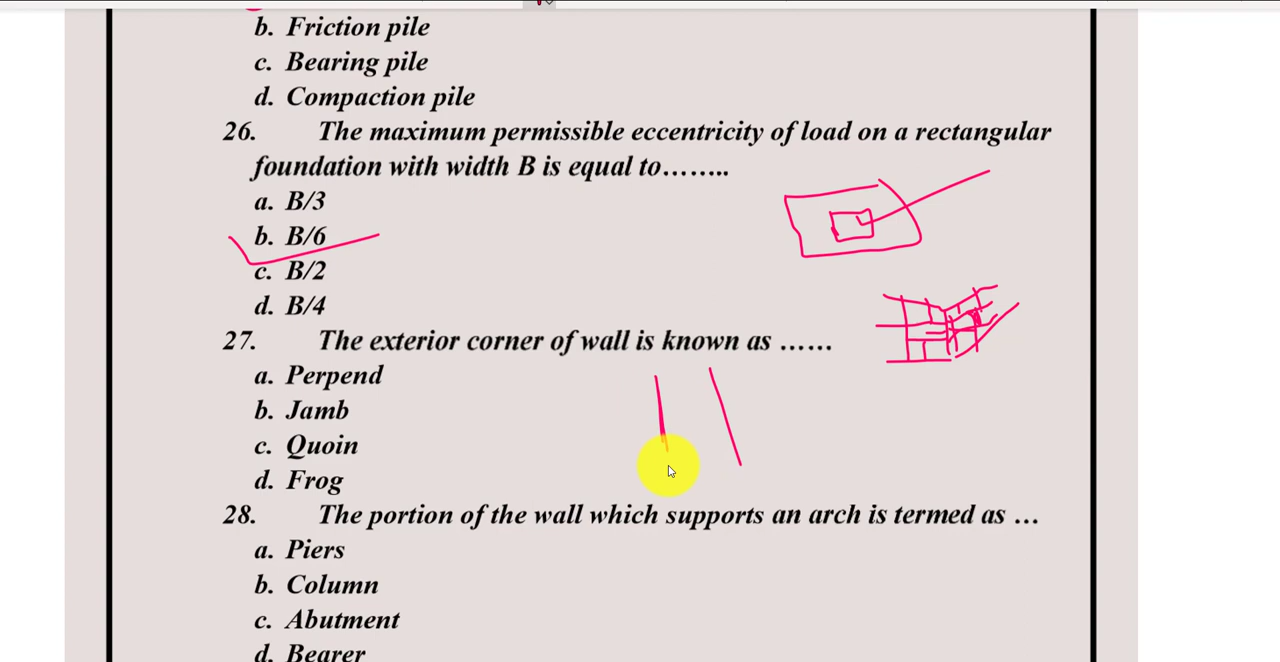 b. Friction pile
c. Bearing pile
d. Compaction pile
26. The maximum permissible eccentricity of load on a rectangular
foundation with width B is equal to……..
a. B/3
b. B/6
c. B/2
d. B/4
27. The exterior corner of wall is known as ……
a. Perpend
b. Jamb
c. Quoin
d. Frog
28. The portion of the wall which supports an arch is termed as …
a. Piers
b. Column
c. Abutment
d. Bearer